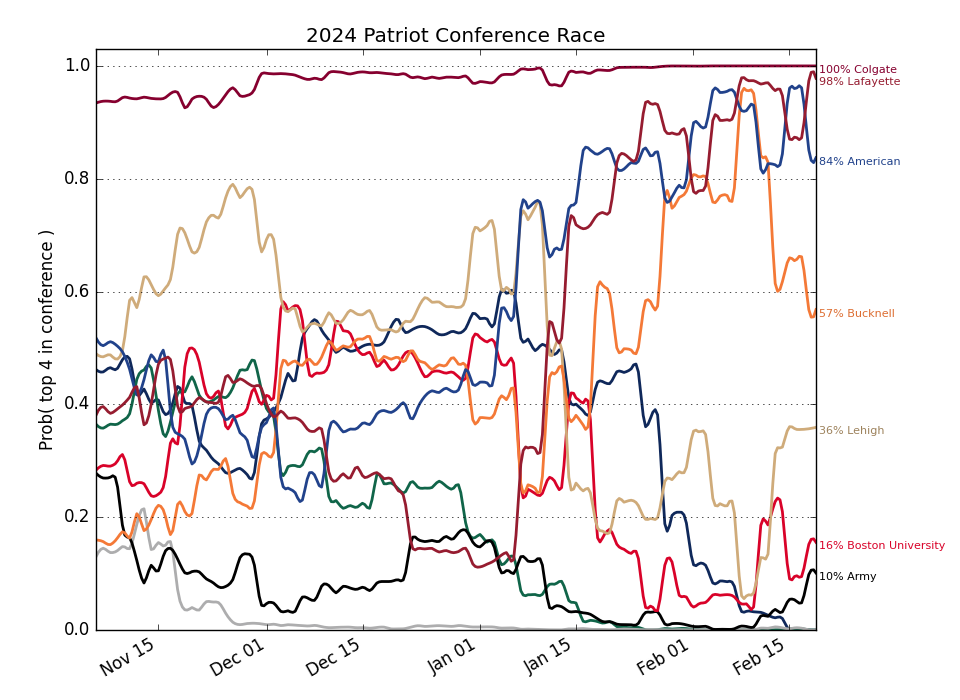 2024 Patriot Conference Race
Prob( top 4 in conference )
1.0
0.8
0.6
0.4
0.2
0.0
Nov 15
Dec 01
Dec 15
Jan 01
Jan 15
Feb 01
Feb 15
100% Colgate
98% Lafayette
84% American
57% Bucknell
36% Lehigh
16% Boston University
10% Army